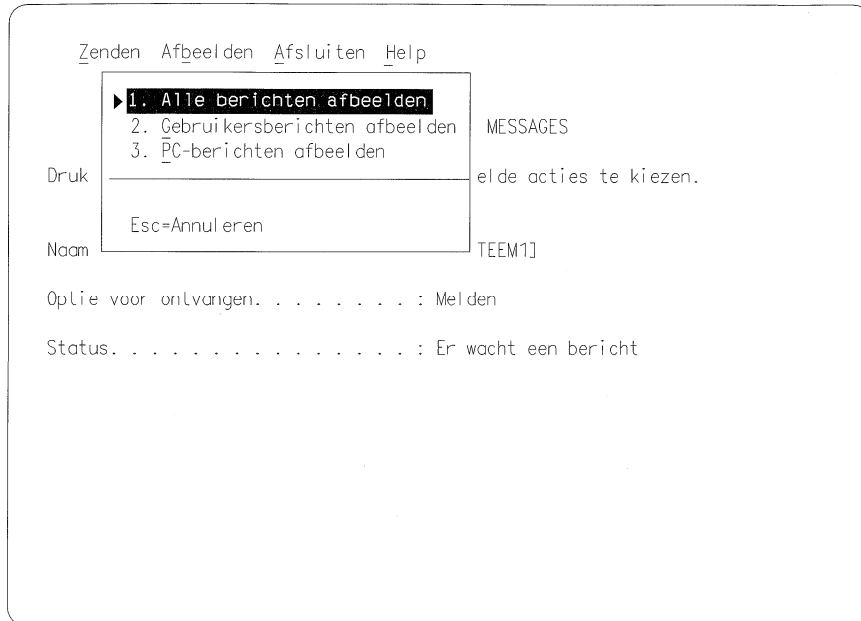 Zenden Afbeelden Afsluiten Help
1. Alle berichten afbeelden
2. Gebruikersberichten afbeelden MESSAGES
3. PC-berichten afbeelden
Druk elde acties te kiezen.
Esc=Annuleren
Naam TEEM1]
Optie voor ontvangen. . . . . . . . : Melden
Status. . . . . . . . . . . . . . . . : Er wacht een bericht